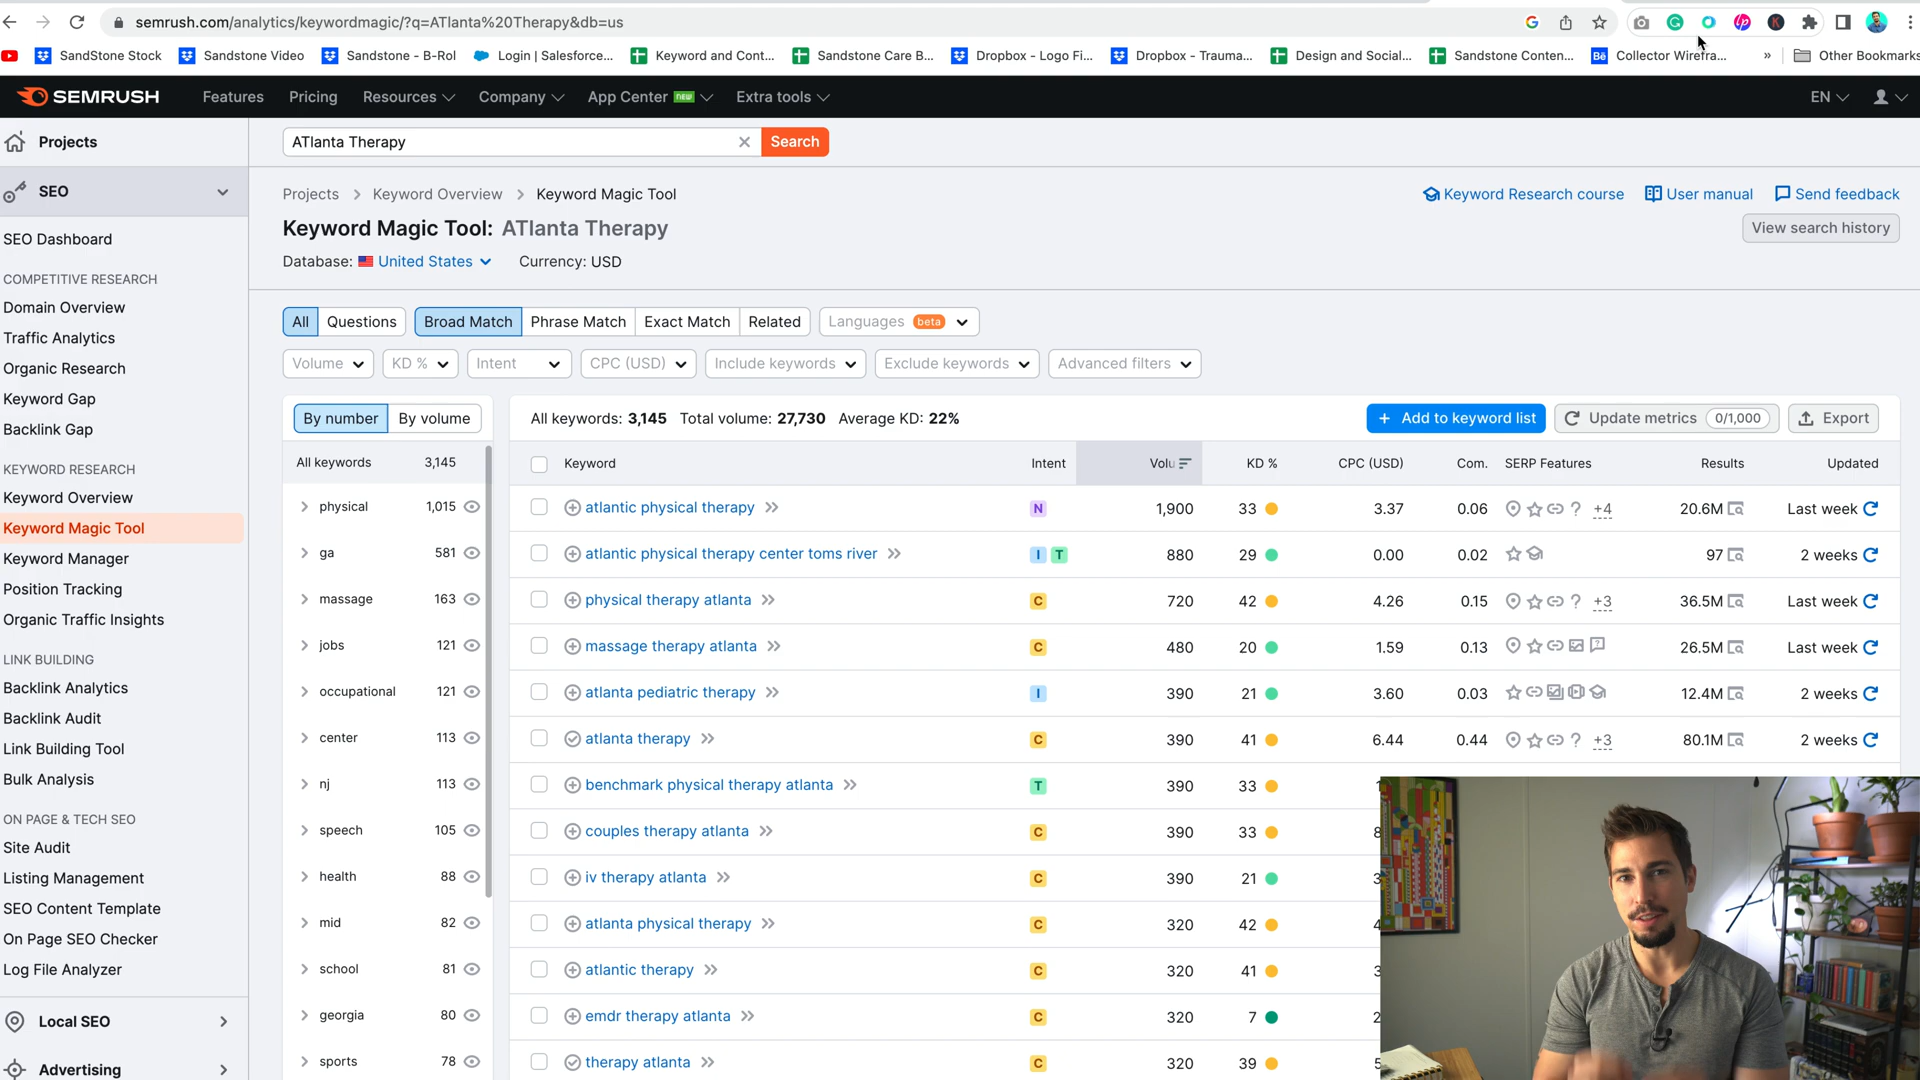 semrush.com/analytics/keywordmagic/?q=ATlanta%20Therapy&db=us
SandStone Stock Sandstone Video Sandstone - B-Rol Login | Salesforce... Keyword and Cont... Sandstone Care B... Dropbox - Logo Fi... Dropbox - Trauma... Design and Social... Sandstone Conten... Collector Wirefra... » Other Bookmarks
SEMRUSH Features Pricing Resources Company App Center NEW Extra tools EN
Projects
ATlanta Therapy Search
SEO
Projects > Keyword Overview > Keyword Magic Tool Keyword Research course User manual Send feedback
Keyword Magic Tool: ATlanta Therapy View search history
Database: United States Currency: USD
SEO Dashboard
COMPETITIVE RESEARCH
Domain Overview
Traffic Analytics
Organic Research
Keyword Gap
Backlink Gap
KEYWORD RESEARCH
Keyword Overview
Keyword Magic Tool
Keyword Manager
Position Tracking
Organic Traffic Insights
LINK BUILDING
Backlink Analytics
Backlink Audit
Link Building Tool
Bulk Analysis
ON PAGE & TECH SEO
Site Audit
Listing Management
SEO Content Template
On Page SEO Checker
Log File Analyzer
Local SEO
Advertising
All Questions Broad Match Phrase Match Exact Match Related Languages beta
Volume KD % Intent CPC (USD) Include keywords Exclude keywords Advanced filters
By number By volume
All keywords 3,145
physical 1,015
ga 581
massage 163
jobs 121
occupational 121
center 113
nj 113
speech 105
health 88
mid 82
school 81
georgia 80
sports 78
All keywords: 3,145 Total volume: 27,730 Average KD: 22% + Add to keyword list Update metrics 0/1,000 Export
Keyword Intent Volu KD % CPC (USD) Com. SERP Features Results Updated
atlantic physical therapy N 1,900 33 3.37 0.06 +4 20.6M Last week
atlantic physical therapy center toms river I T 880 29 0.00 0.02 97 2 weeks
physical therapy atlanta C 720 42 4.26 0.15 +3 36.5M Last week
massage therapy atlanta C 480 20 1.59 0.13 26.5M Last week
atlanta pediatric therapy I 390 21 3.60 0.03 12.4M 2 weeks
atlanta therapy C 390 41 6.44 0.44 +3 80.1M 2 weeks
benchmark physical therapy atlanta T 390 33
couples therapy atlanta C 390 33 8
iv therapy atlanta C 390 21 3
atlanta physical therapy C 320 42 4
atlantic therapy C 320 41 3
emdr therapy atlanta C 320 7 2
therapy atlanta C 320 39 5